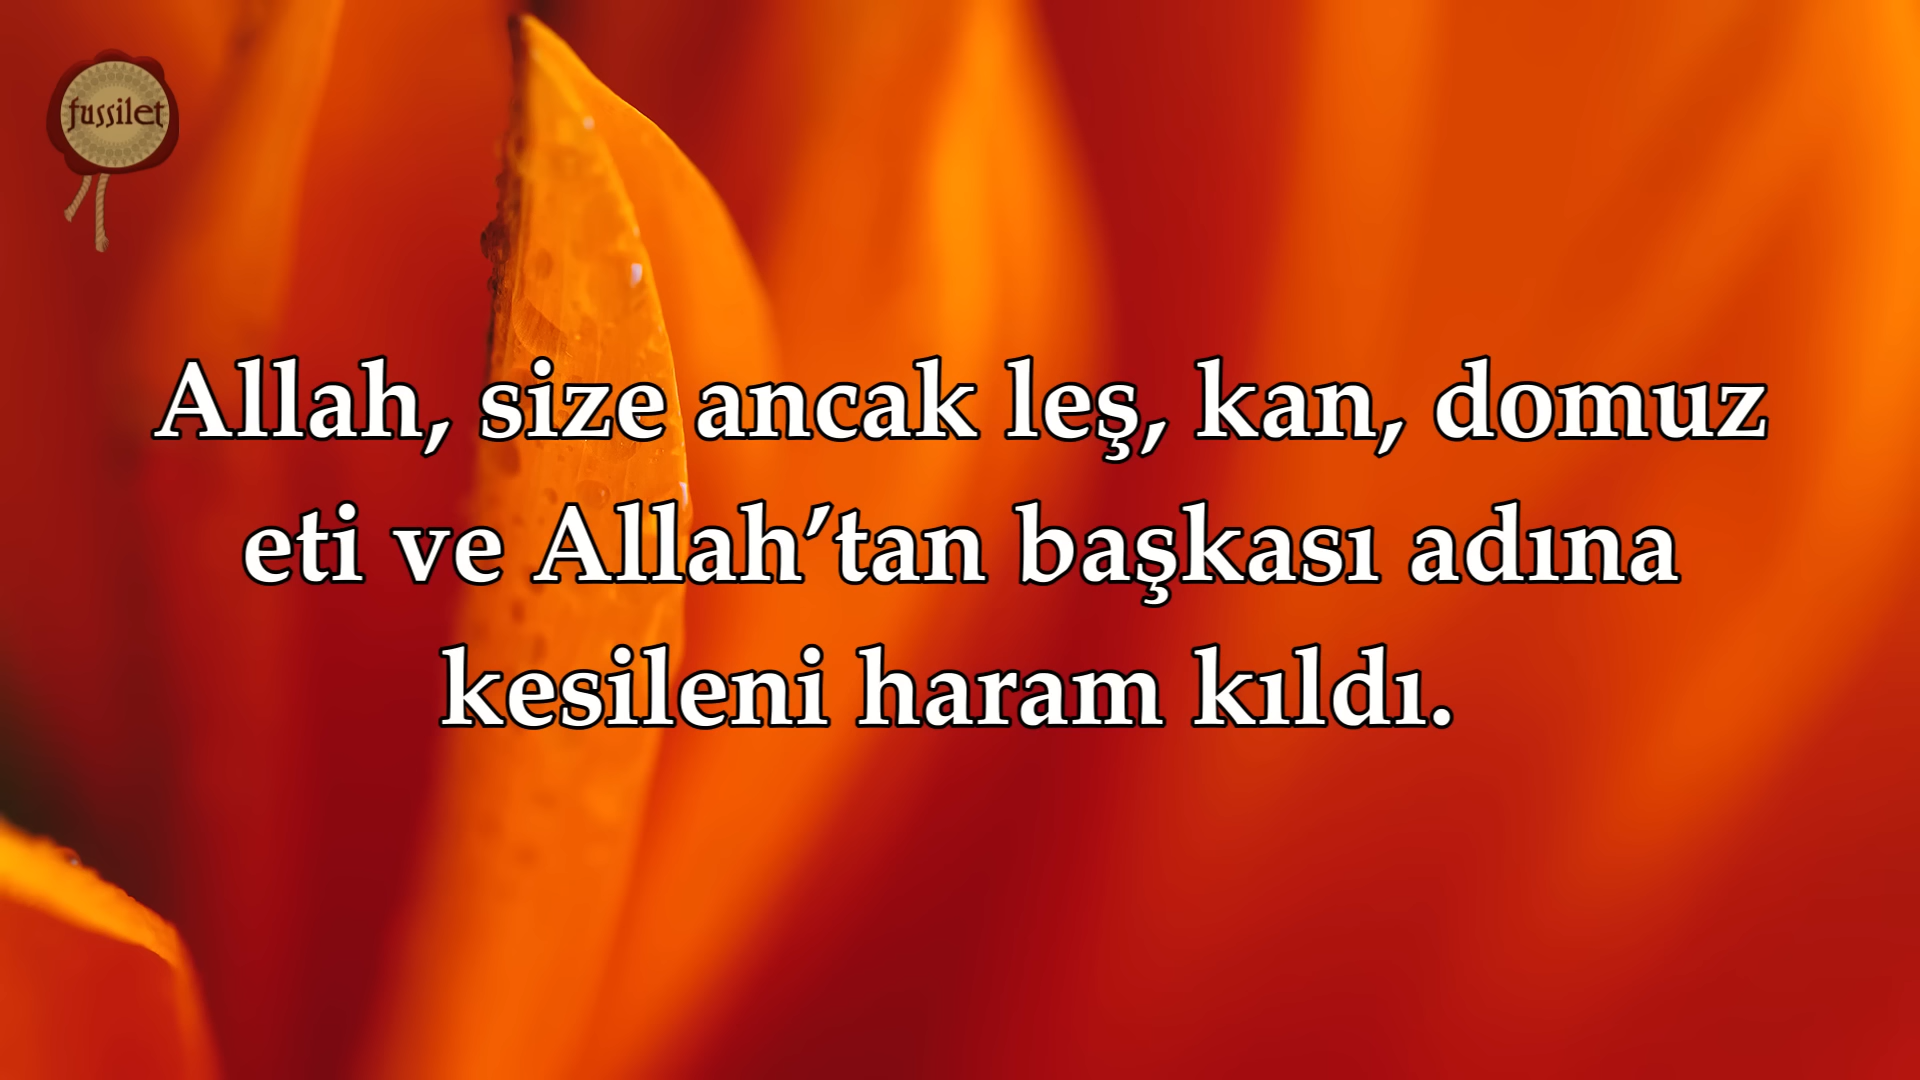 fussilet
Allah, size ancak leş, kan, domuz
eti ve Allah’tan başkası adına
kesileni haram kıldı.